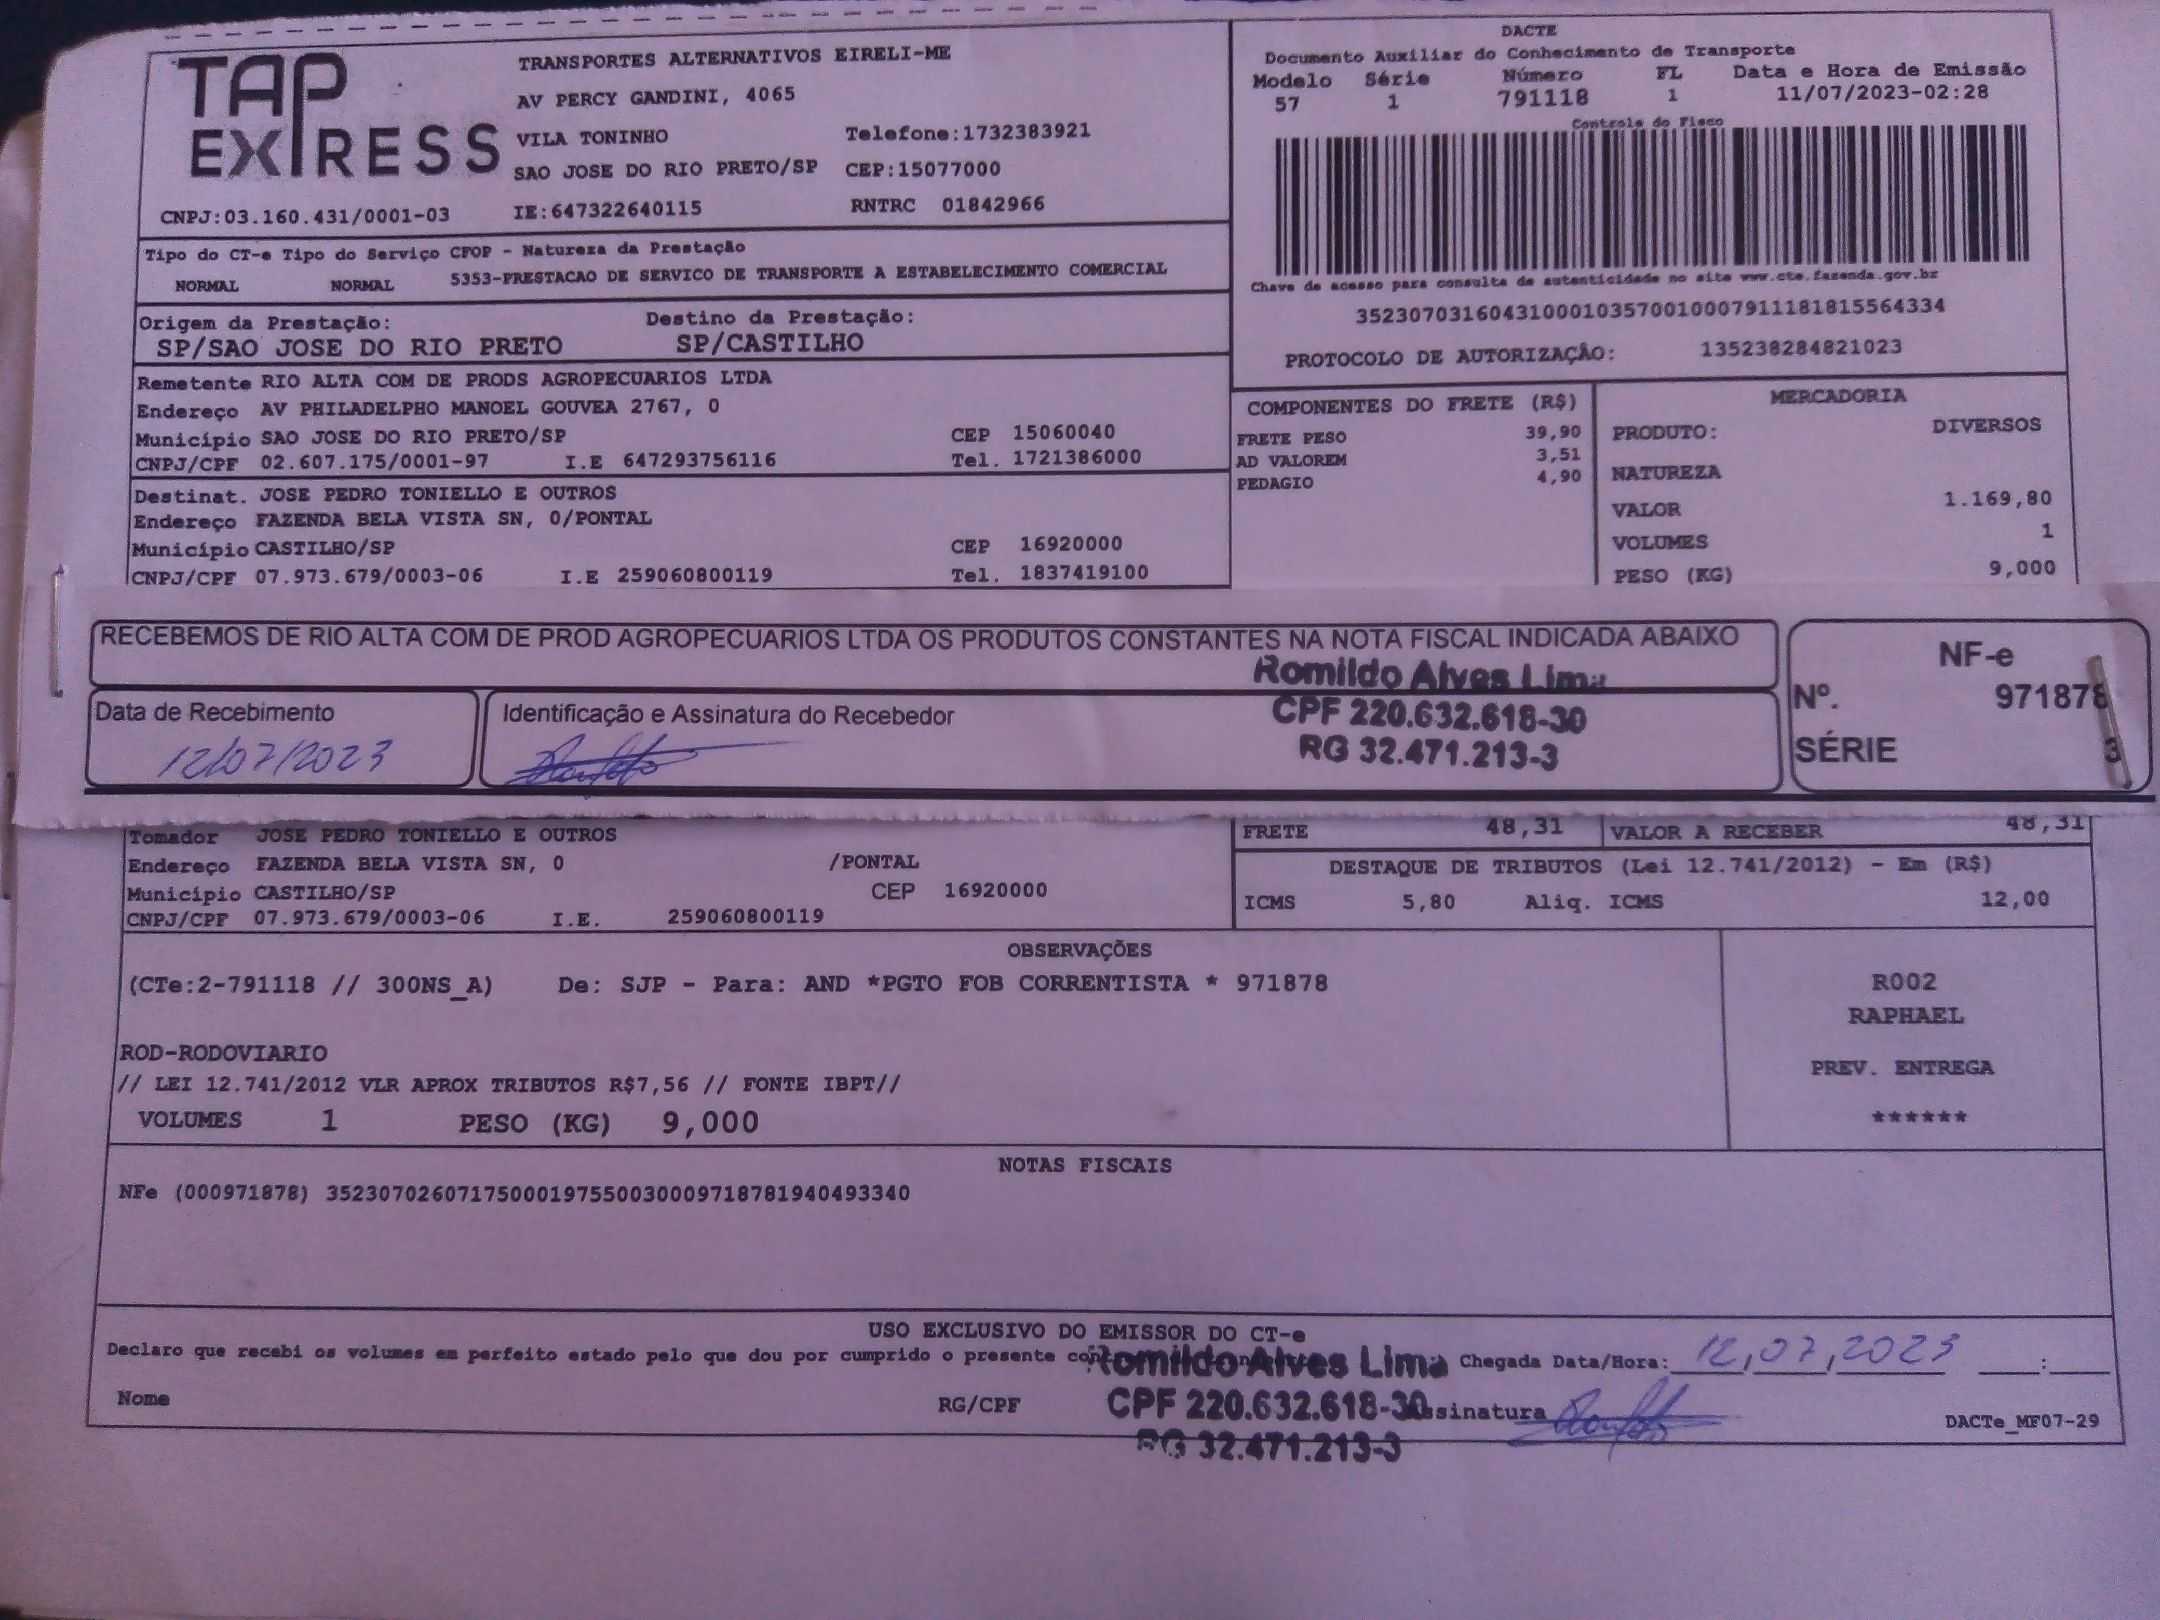 TAP EXPRESS
TRANSPORTES ALTERNATIVOS EIRELI-ME
AV PERCY GANDINI, 4065
VILA TONINHO Telefone:1732383921
SAO JOSE DO RIO PRETO/SP CEP:15077000
CNPJ:03.160.431/0001-03 IE:647322640115 RNTRC 01842966
DACTE
Documento Auxiliar do Conhecimento de Transporte
Modelo Série Número FL Data e Hora de Emissão
57 1 791118 1 11/07/2023-02:28
Controle do Fisco
Chave de acesso para consulta de autenticidade no site www.cte.fazenda.gov.br
35230703160431000103570010007911181815564334
PROTOCOLO DE AUTORIZAÇÃO: 135238284821023
Tipo do CT-e Tipo do Serviço CFOP - Natureza da Prestação
NORMAL NORMAL 5353-PRESTACAO DE SERVICO DE TRANSPORTE A ESTABELECIMENTO COMERCIAL
Origem da Prestação: Destino da Prestação:
SP/SAO JOSE DO RIO PRETO SP/CASTILHO
Remetente RIO ALTA COM DE PRODS AGROPECUARIOS LTDA
Endereço AV PHILADELPHO MANOEL GOUVEA 2767, 0
Município SAO JOSE DO RIO PRETO/SP CEP 15060040
CNPJ/CPF 02.607.175/0001-97 I.E 647293756116 Tel. 1721386000
Destinat. JOSE PEDRO TONIELLO E OUTROS
Endereço FAZENDA BELA VISTA SN, 0/PONTAL
Município CASTILHO/SP CEP 16920000
CNPJ/CPF 07.973.679/0003-06 I.E 259060800119 Tel. 1837419100
COMPONENTES DO FRETE (R$)
FRETE PESO 39,90
AD VALOREM 3,51
PEDAGIO 4,90
MERCADORIA
PRODUTO: DIVERSOS
NATUREZA
VALOR 1.169,80
VOLUMES 1
PESO (KG) 9,000
RECEBEMOS DE RIO ALTA COM DE PROD AGROPECUARIOS LTDA OS PRODUTOS CONSTANTES NA NOTA FISCAL INDICADA ABAIXO
Romildo Alves Lima
CPF 220.632.618-30
RG 32.471.213-3
Data de Recebimento
12/07/2023
Identificação e Assinatura do Recebedor
NF-e
Nº. 971878
SÉRIE 3
Tomador JOSE PEDRO TONIELLO E OUTROS
Endereço FAZENDA BELA VISTA SN, 0 /PONTAL
Município CASTILHO/SP CEP 16920000
CNPJ/CPF 07.973.679/0003-06 I.E. 259060800119
FRETE 48,31 VALOR A RECEBER 48,31
DESTAQUE DE TRIBUTOS (Lei 12.741/2012) - Em (R$)
ICMS 5,80 Aliq. ICMS 12,00
OBSERVAÇÕES
(CTe:2-791118 // 300NS_A) De: SJP - Para: AND *PGTO FOB CORRENTISTA * 971878
ROD-RODOVIARIO
// LEI 12.741/2012 VLR APROX TRIBUTOS R$7,56 // FONTE IBPT//
VOLUMES 1 PESO (KG) 9,000
R002
RAPHAEL
PREV. ENTREGA
******
NOTAS FISCAIS
NFe (000971878) 35230702607175000197550030009718781940493340
USO EXCLUSIVO DO EMISSOR DO CT-e
Declaro que recebi os volumes em perfeito estado pelo que dou por cumprido o presente Chegada Data/Hora: 12/07/2023 :
Nome RG/CPF Assinatura
Romildo Alves Lima
CPF 220.632.618-30
RG 32.471.213-3
DACTe_MF07-29